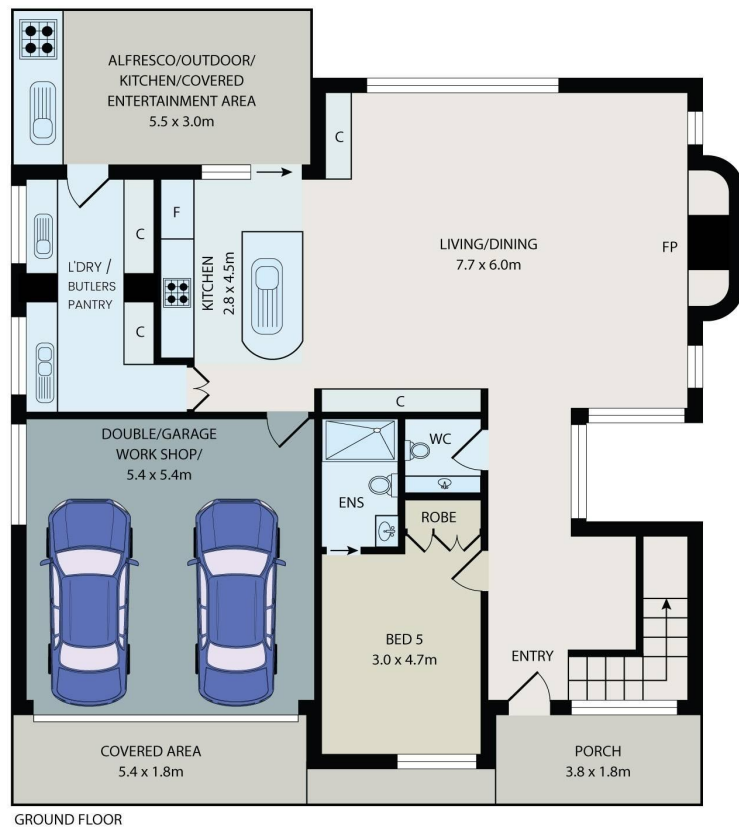 ALFRESCO/OUTDOOR/
KITCHEN/COVERED
ENTERTAINMENT AREA
5.5 x 3.0m
C
F
C
L'DRY /
BUTLERS
PANTRY
C
KITCHEN
2.8 x 4.5m
LIVING/DINING
7.7 x 6.0m
FP
C
DOUBLE/GARAGE
WORK SHOP/
5.4 x 5.4m
WC
ENS
ROBE
BED 5
3.0 x 4.7m
ENTRY
COVERED AREA
5.4 x 1.8m
PORCH
3.8 x 1.8m
GROUND FLOOR